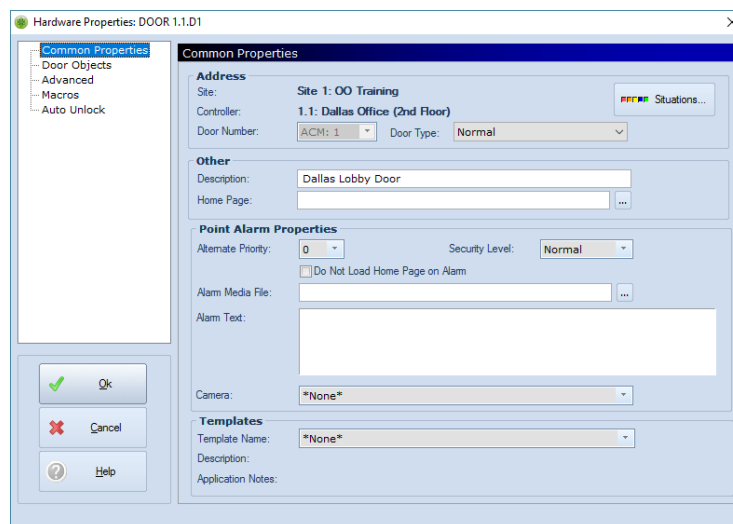 Hardware Properties: DOOR 1.1.D1
Common Properties
Door Objects
Advanced
Macros
Auto Unlock
Ok
Cancel
Help
Common Properties
Address
Site: Site 1: OO Training
Controller: 1.1: Dallas Office (2nd Floor)
Situations...
Door Number: ACM: 1 Door Type: Normal
Other
Description: Dallas Lobby Door
Home Page: ...
Point Alarm Properties
Alternate Priority: 0 Security Level: Normal
Do Not Load Home Page on Alarm
Alarm Media File: ...
Alarm Text:
Camera: *None*
Templates
Template Name: *None*
Description:
Application Notes: